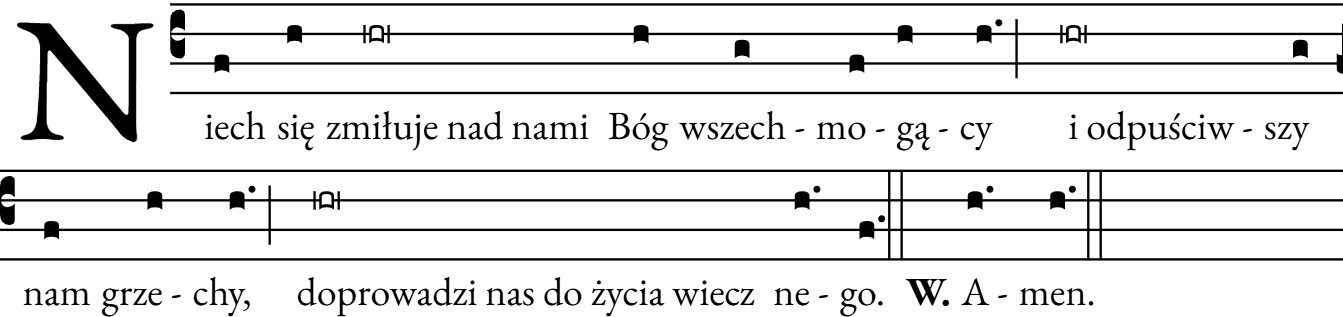 Niech się zmiłuje nad nami Bóg wszech - mo - gą - cy i odpuściw - szy
nam grze - chy, doprowadzi nas do życia wiecz ne - go. W. A - men.